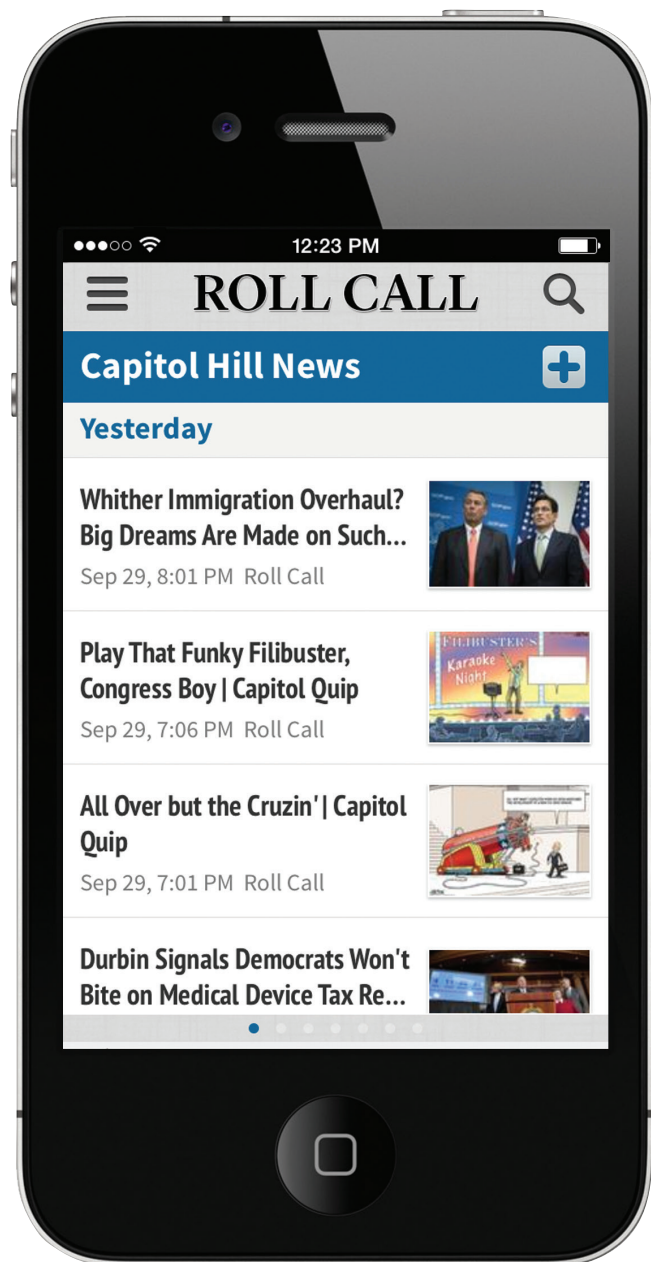 12:23 PM
ROLL CALL
Capitol Hill News
Yesterday
Whither Immigration Overhaul?
Big Dreams Are Made on Such...
Sep 29, 8:01 PM Roll Call
FILIBUSTER'S
Karaoke
Night
Play That Funky Filibuster,
Congress Boy | Capitol Quip
Sep 29, 7:06 PM Roll Call
All Over but the Cruzin' | Capitol
Quip
Sep 29, 7:01 PM Roll Call
Durbin Signals Democrats Won't
Bite on Medical Device Tax Re...